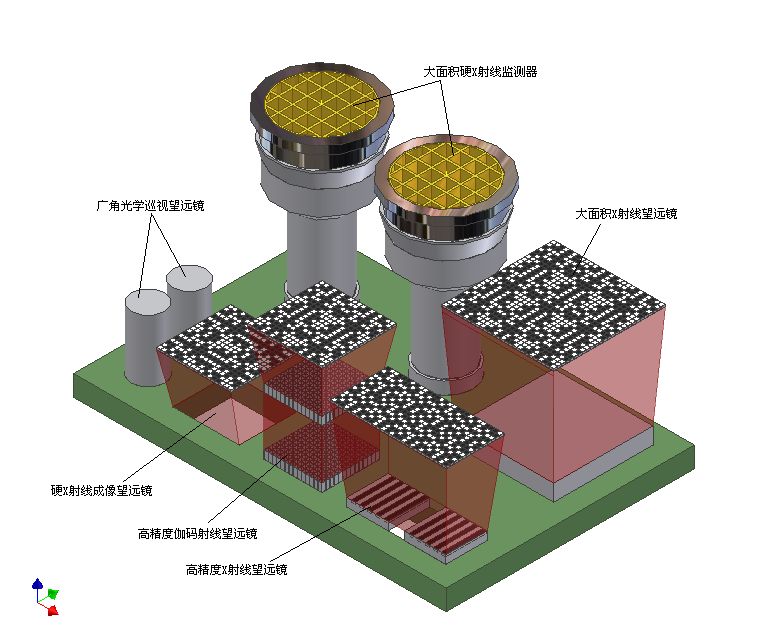 大面积硬X射线监测器
广角光学巡视望远镜
大面积X射线望远镜
硬X射线成像望远镜
高精度伽码射线望远镜
高精度X射线望远镜